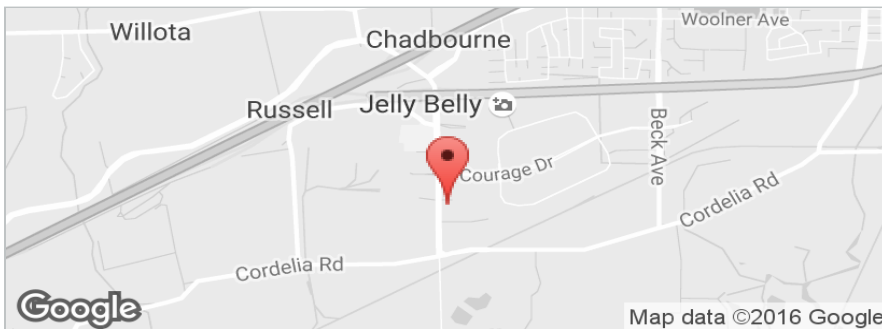 Woolner Ave
Willota
Chadbourne
Russell
Jelly Belly
Beck Ave
Courage Dr
Cordelia Rd
Cordelia Rd
Google
Map data ©2016 Google